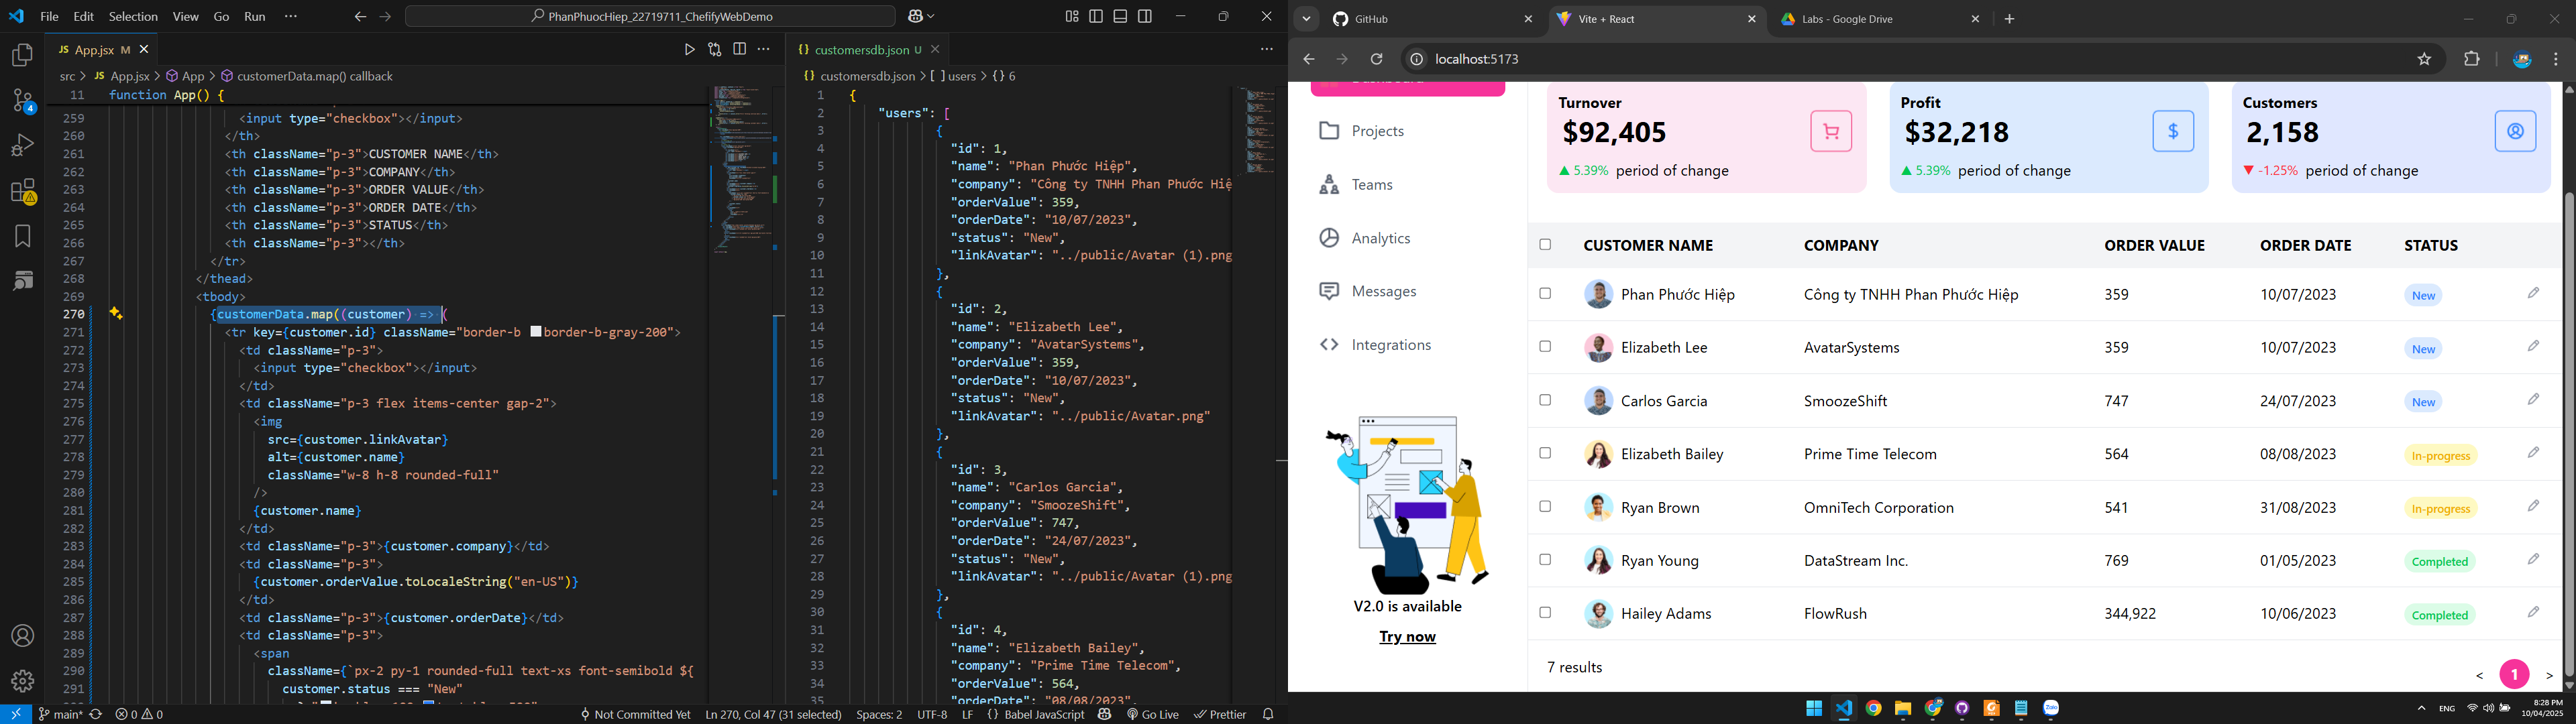 File Edit Selection View Go Run ···
PhanPhuocHiep_22719711_ChefifyWebDemo
JS App.jsx M
src > JS App.jsx > App > customerData.map() callback
11 function App() {
259 <input type="checkbox"></input>
260 </th>
261 <th className="p-3">CUSTOMER NAME</th>
262 <th className="p-3">COMPANY</th>
263 <th className="p-3">ORDER VALUE</th>
264 <th className="p-3">ORDER DATE</th>
265 <th className="p-3">STATUS</th>
266 <th className="p-3"></th>
267 </tr>
268 </thead>
269 <tbody>
270 {customerData.map((customer) => (
271 <tr key={customer.id} className="border-b border-b-gray-200">
272 <td className="p-3">
273 <input type="checkbox"></input>
274 </td>
275 <td className="p-3 flex items-center gap-2">
276 <img
277 src={customer.linkAvatar}
278 alt={customer.name}
279 className="w-8 h-8 rounded-full"
280 />
281 {customer.name}
282 </td>
283 <td className="p-3">{customer.company}</td>
284 <td className="p-3">
285 {customer.orderValue.toLocaleString("en-US")}
286 </td>
287 <td className="p-3">{customer.orderDate}</td>
288 <td className="p-3">
289 <span
290 className={`px-2 py-1 rounded-full text-xs font-semibold ${
291 customer.status === "New"
{} customersdb.json U
{} customersdb.json > [ ] users > {} 6
1 {
2 "users": [
3 {
4 "id": 1,
5 "name": "Phan Phước Hiệp",
6 "company": "Công ty TNHH Phan Phước Hiệ
7 "orderValue": 359,
8 "orderDate": "10/07/2023",
9 "status": "New",
10 "linkAvatar": "../public/Avatar (1).png
11 },
12 {
13 "id": 2,
14 "name": "Elizabeth Lee",
15 "company": "AvatarSystems",
16 "orderValue": 359,
17 "orderDate": "10/07/2023",
18 "status": "New",
19 "linkAvatar": "../public/Avatar.png"
20 },
21 {
22 "id": 3,
23 "name": "Carlos Garcia",
24 "company": "SmoozeShift",
25 "orderValue": 747,
26 "orderDate": "24/07/2023",
27 "status": "New",
28 "linkAvatar": "../public/Avatar (1).png
29 },
30 {
31 "id": 4,
32 "name": "Elizabeth Bailey",
33 "company": "Prime Time Telecom",
34 "orderValue": 564,
35 "orderDate": "08/08/2023",
4
main* 0 0 Not Committed Yet Ln 270, Col 47 (31 selected) Spaces: 2 UTF-8 LF {} Babel JavaScript Go Live Prettier
GitHub Vite + React Labs - Google Drive
localhost:5173
Projects
Teams
Analytics
Messages
Integrations
V2.0 is available
Try now
Turnover
$92,405
5.39% period of change
Profit
$32,218
5.39% period of change
Customers
2,158
-1.25% period of change
CUSTOMER NAME COMPANY ORDER VALUE ORDER DATE STATUS
Phan Phước Hiệp Công ty TNHH Phan Phước Hiệp 359 10/07/2023 New
Elizabeth Lee AvatarSystems 359 10/07/2023 New
Carlos Garcia SmoozeShift 747 24/07/2023 New
Elizabeth Bailey Prime Time Telecom 564 08/08/2023 In-progress
Ryan Brown OmniTech Corporation 541 31/08/2023 In-progress
Ryan Young DataStream Inc. 769 01/05/2023 Completed
Hailey Adams FlowRush 344,922 10/06/2023 Completed
7 results
< 1 >
ENG
8:28 PM
10/04/2025
Zalo